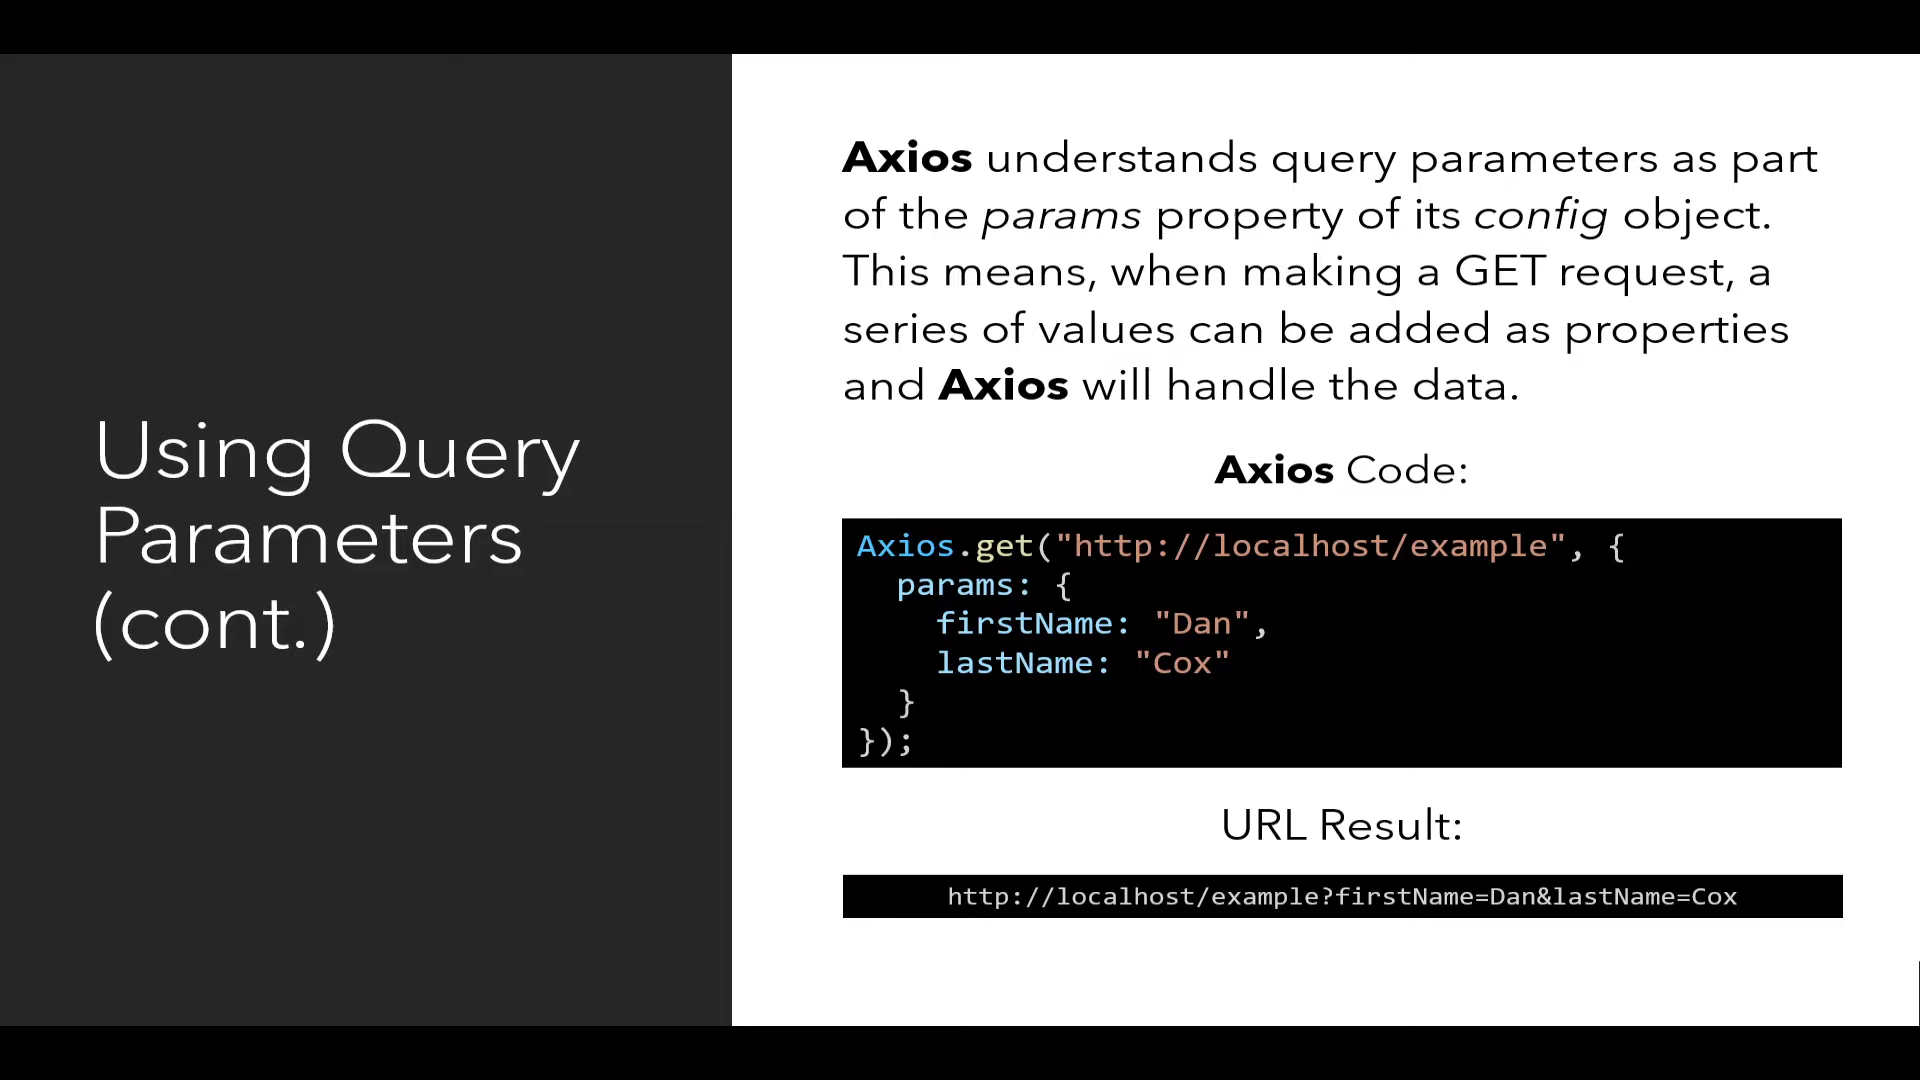 Using Query
Parameters
(cont.)
Axios understands query parameters as part
of the params property of its config object.
This means, when making a GET request, a
series of values can be added as properties
and Axios will handle the data.
Axios Code:
Axios.get("http://localhost/example", {
  params: {
    firstName: "Dan",
    lastName: "Cox"
  }
});
URL Result:
http://localhost/example?firstName=Dan&lastName=Cox